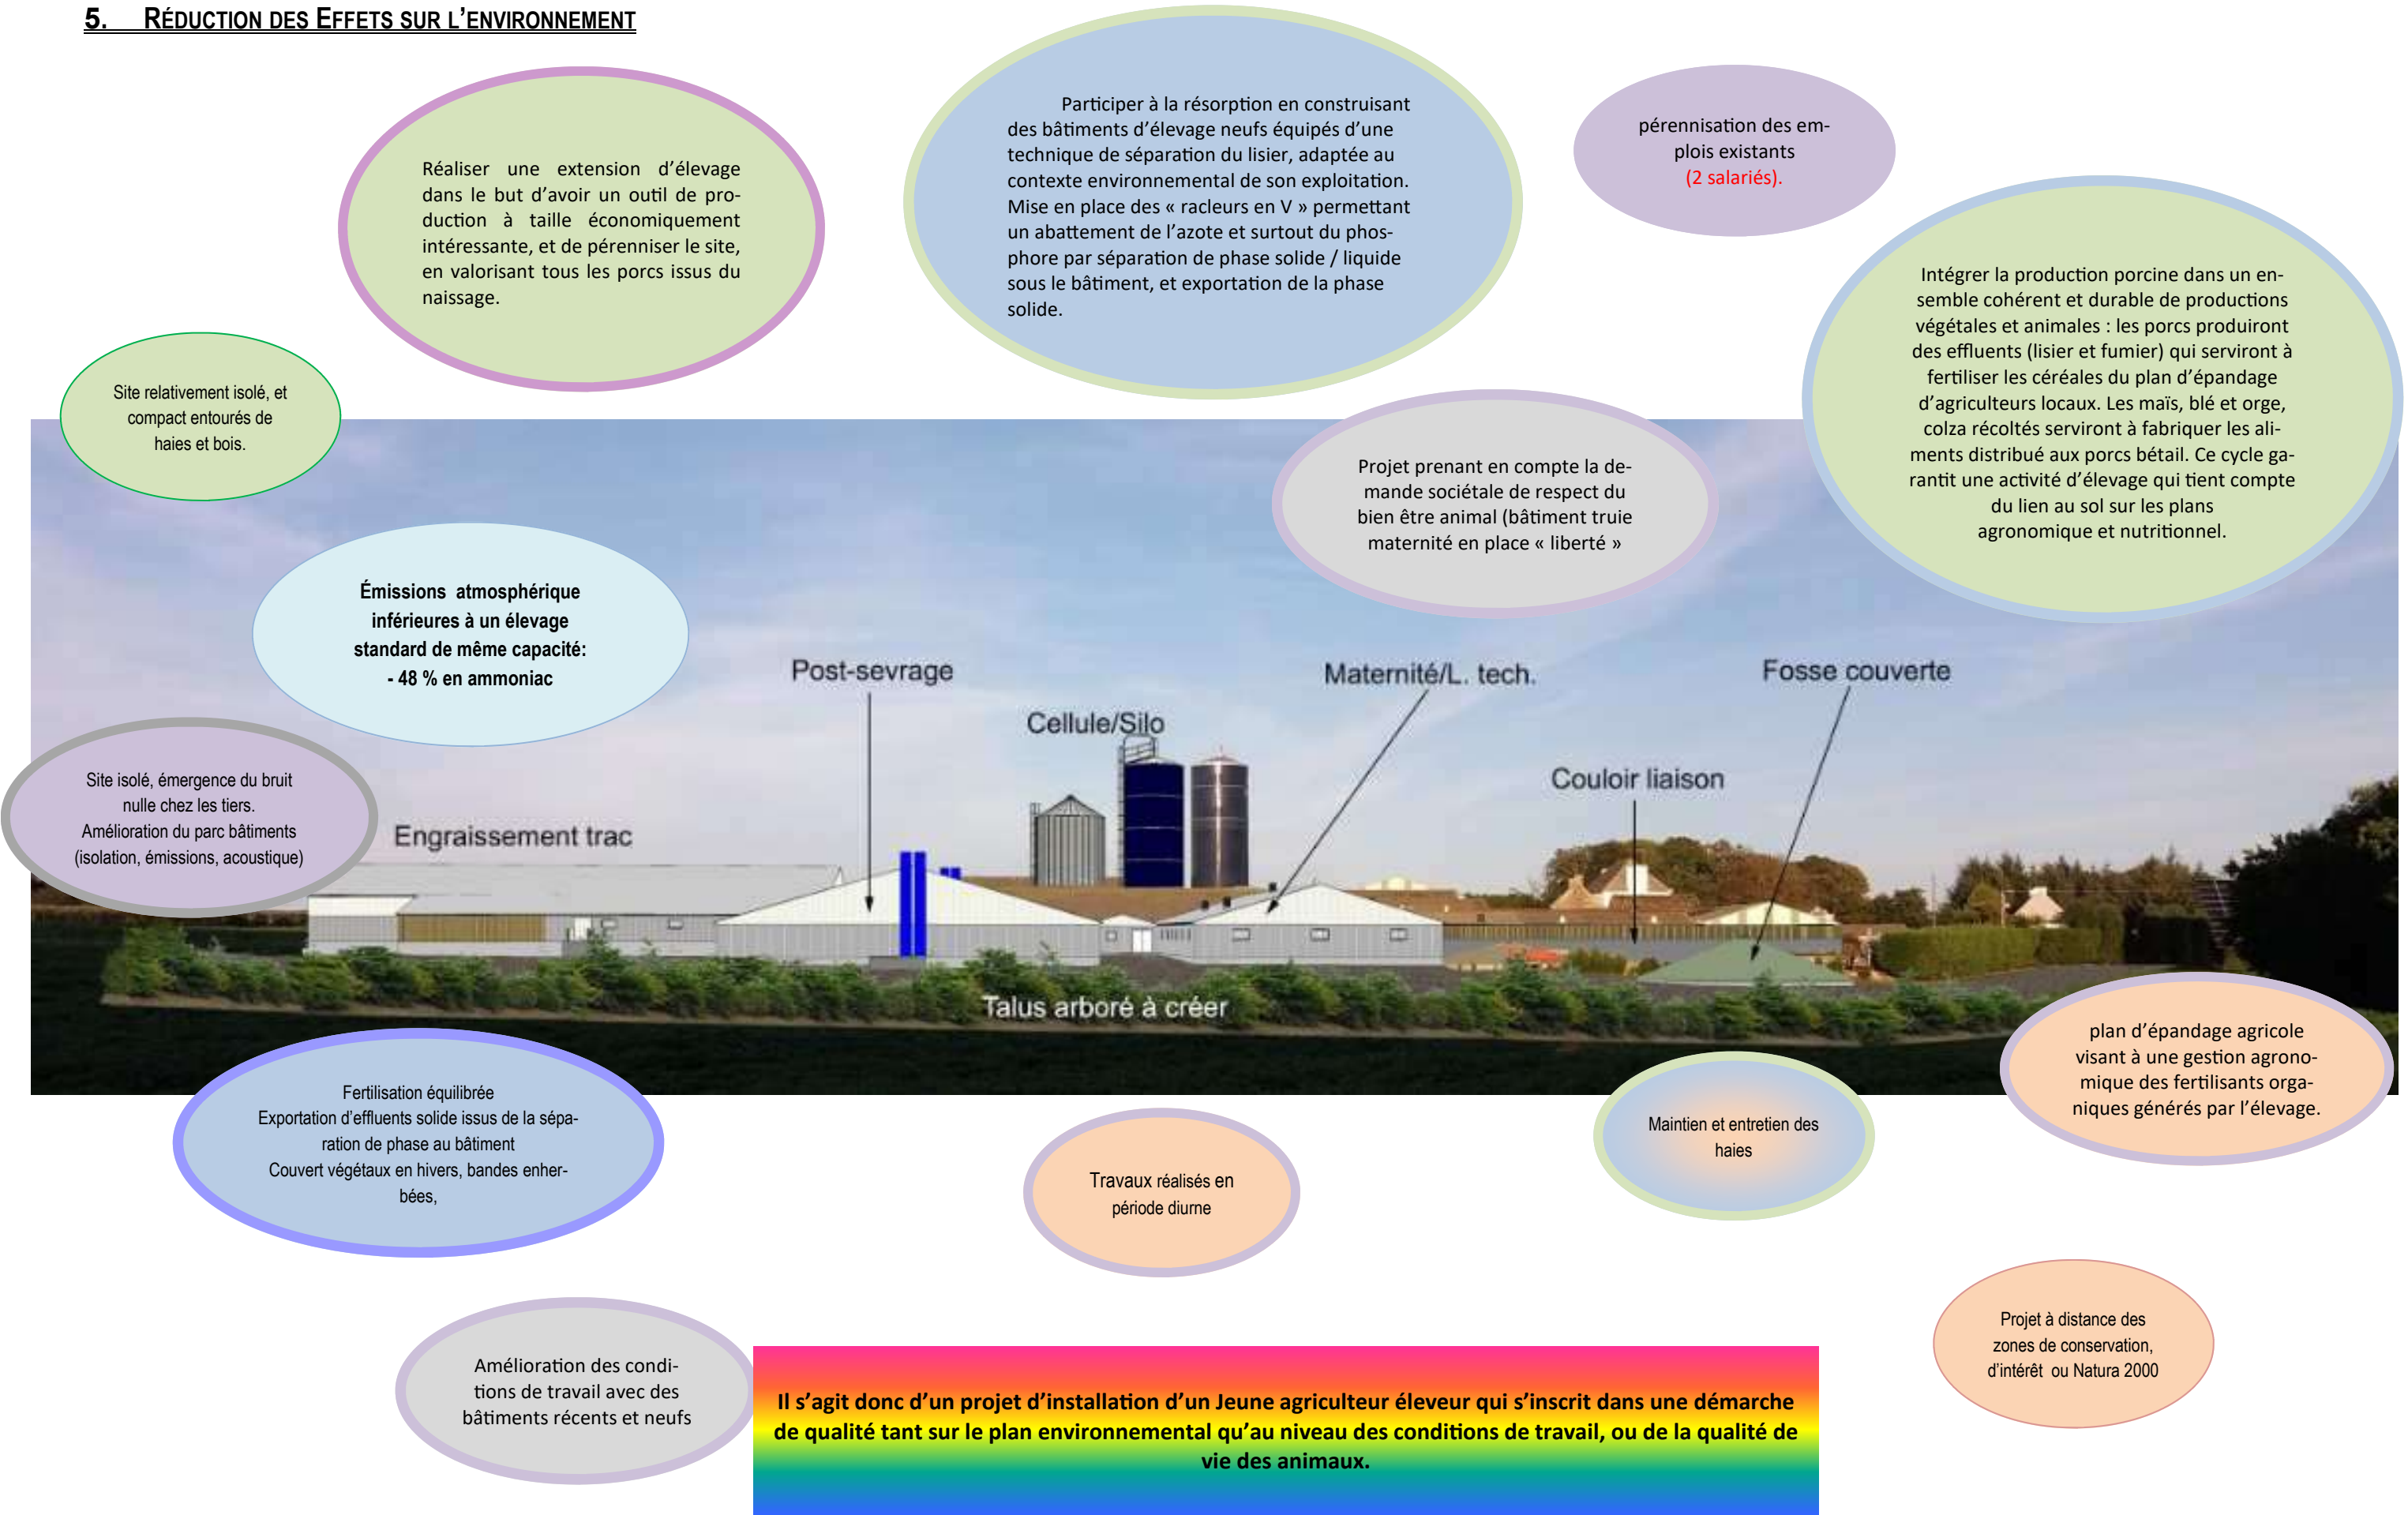 5. RÉDUCTION DES EFFETS SUR L'ENVIRONNEMENT
Réaliser une extension d'élevage
dans le but d'avoir un outil de pro-
duction à taille économiquement
intéressante, et de pérenniser le site,
en valorisant tous les porcs issus du
naissage.
Participer à la résorption en construisant
des bâtiments d'élevage neufs équipés d'une
technique de séparation du lisier, adaptée au
contexte environnemental de son exploitation.
Mise en place des « racleurs en V » permettant
un abattement de l'azote et surtout du phos-
phore par séparation de phase solide / liquide
sous le bâtiment, et exportation de la phase
solide.
pérennisation des em-
plois existants
(2 salariés).
Intégrer la production porcine dans un en-
semble cohérent et durable de productions
végétales et animales : les porcs produiront
des effluents (lisier et fumier) qui serviront à
fertiliser les céréales du plan d'épandage
d'agriculteurs locaux. Les maïs, blé et orge,
colza récoltés serviront à fabriquer les ali-
ments distribué aux porcs bétail. Ce cycle ga-
rantit une activité d'élevage qui tient compte
du lien au sol sur les plans
agronomique et nutritionnel.
Site relativement isolé, et
compact entourés de
haies et bois.
Projet prenant en compte la de-
mande sociétale de respect du
bien être animal (bâtiment truie
maternité en place « liberté »
Émissions atmosphérique
inférieures à un élevage
standard de même capacité:
- 48 % en ammoniac
Post-sevrage
Maternité/L. tech.
Fosse couverte
Cellule/Silo
Couloir liaison
Site isolé, émergence du bruit
nulle chez les tiers.
Amélioration du parc bâtiments
(isolation, émissions, acoustique)
Engraissement trac
Talus arboré à créer
plan d'épandage agricole
visant à une gestion agrono-
mique des fertilisants orga-
niques générés par l'élevage.
Fertilisation équilibrée
Exportation d'effluents solide issus de la sépa-
ration de phase au bâtiment
Couvert végétaux en hivers, bandes enher-
bées,
Maintien et entretien des
haies
Travaux réalisés en
période diurne
Projet à distance des
zones de conservation,
d'intérêt ou Natura 2000
Amélioration des condi-
tions de travail avec des
bâtiments récents et neufs
Il s'agit donc d'un projet d'installation d'un Jeune agriculteur éleveur qui s'inscrit dans une démarche
de qualité tant sur le plan environnemental qu'au niveau des conditions de travail, ou de la qualité de
vie des animaux.